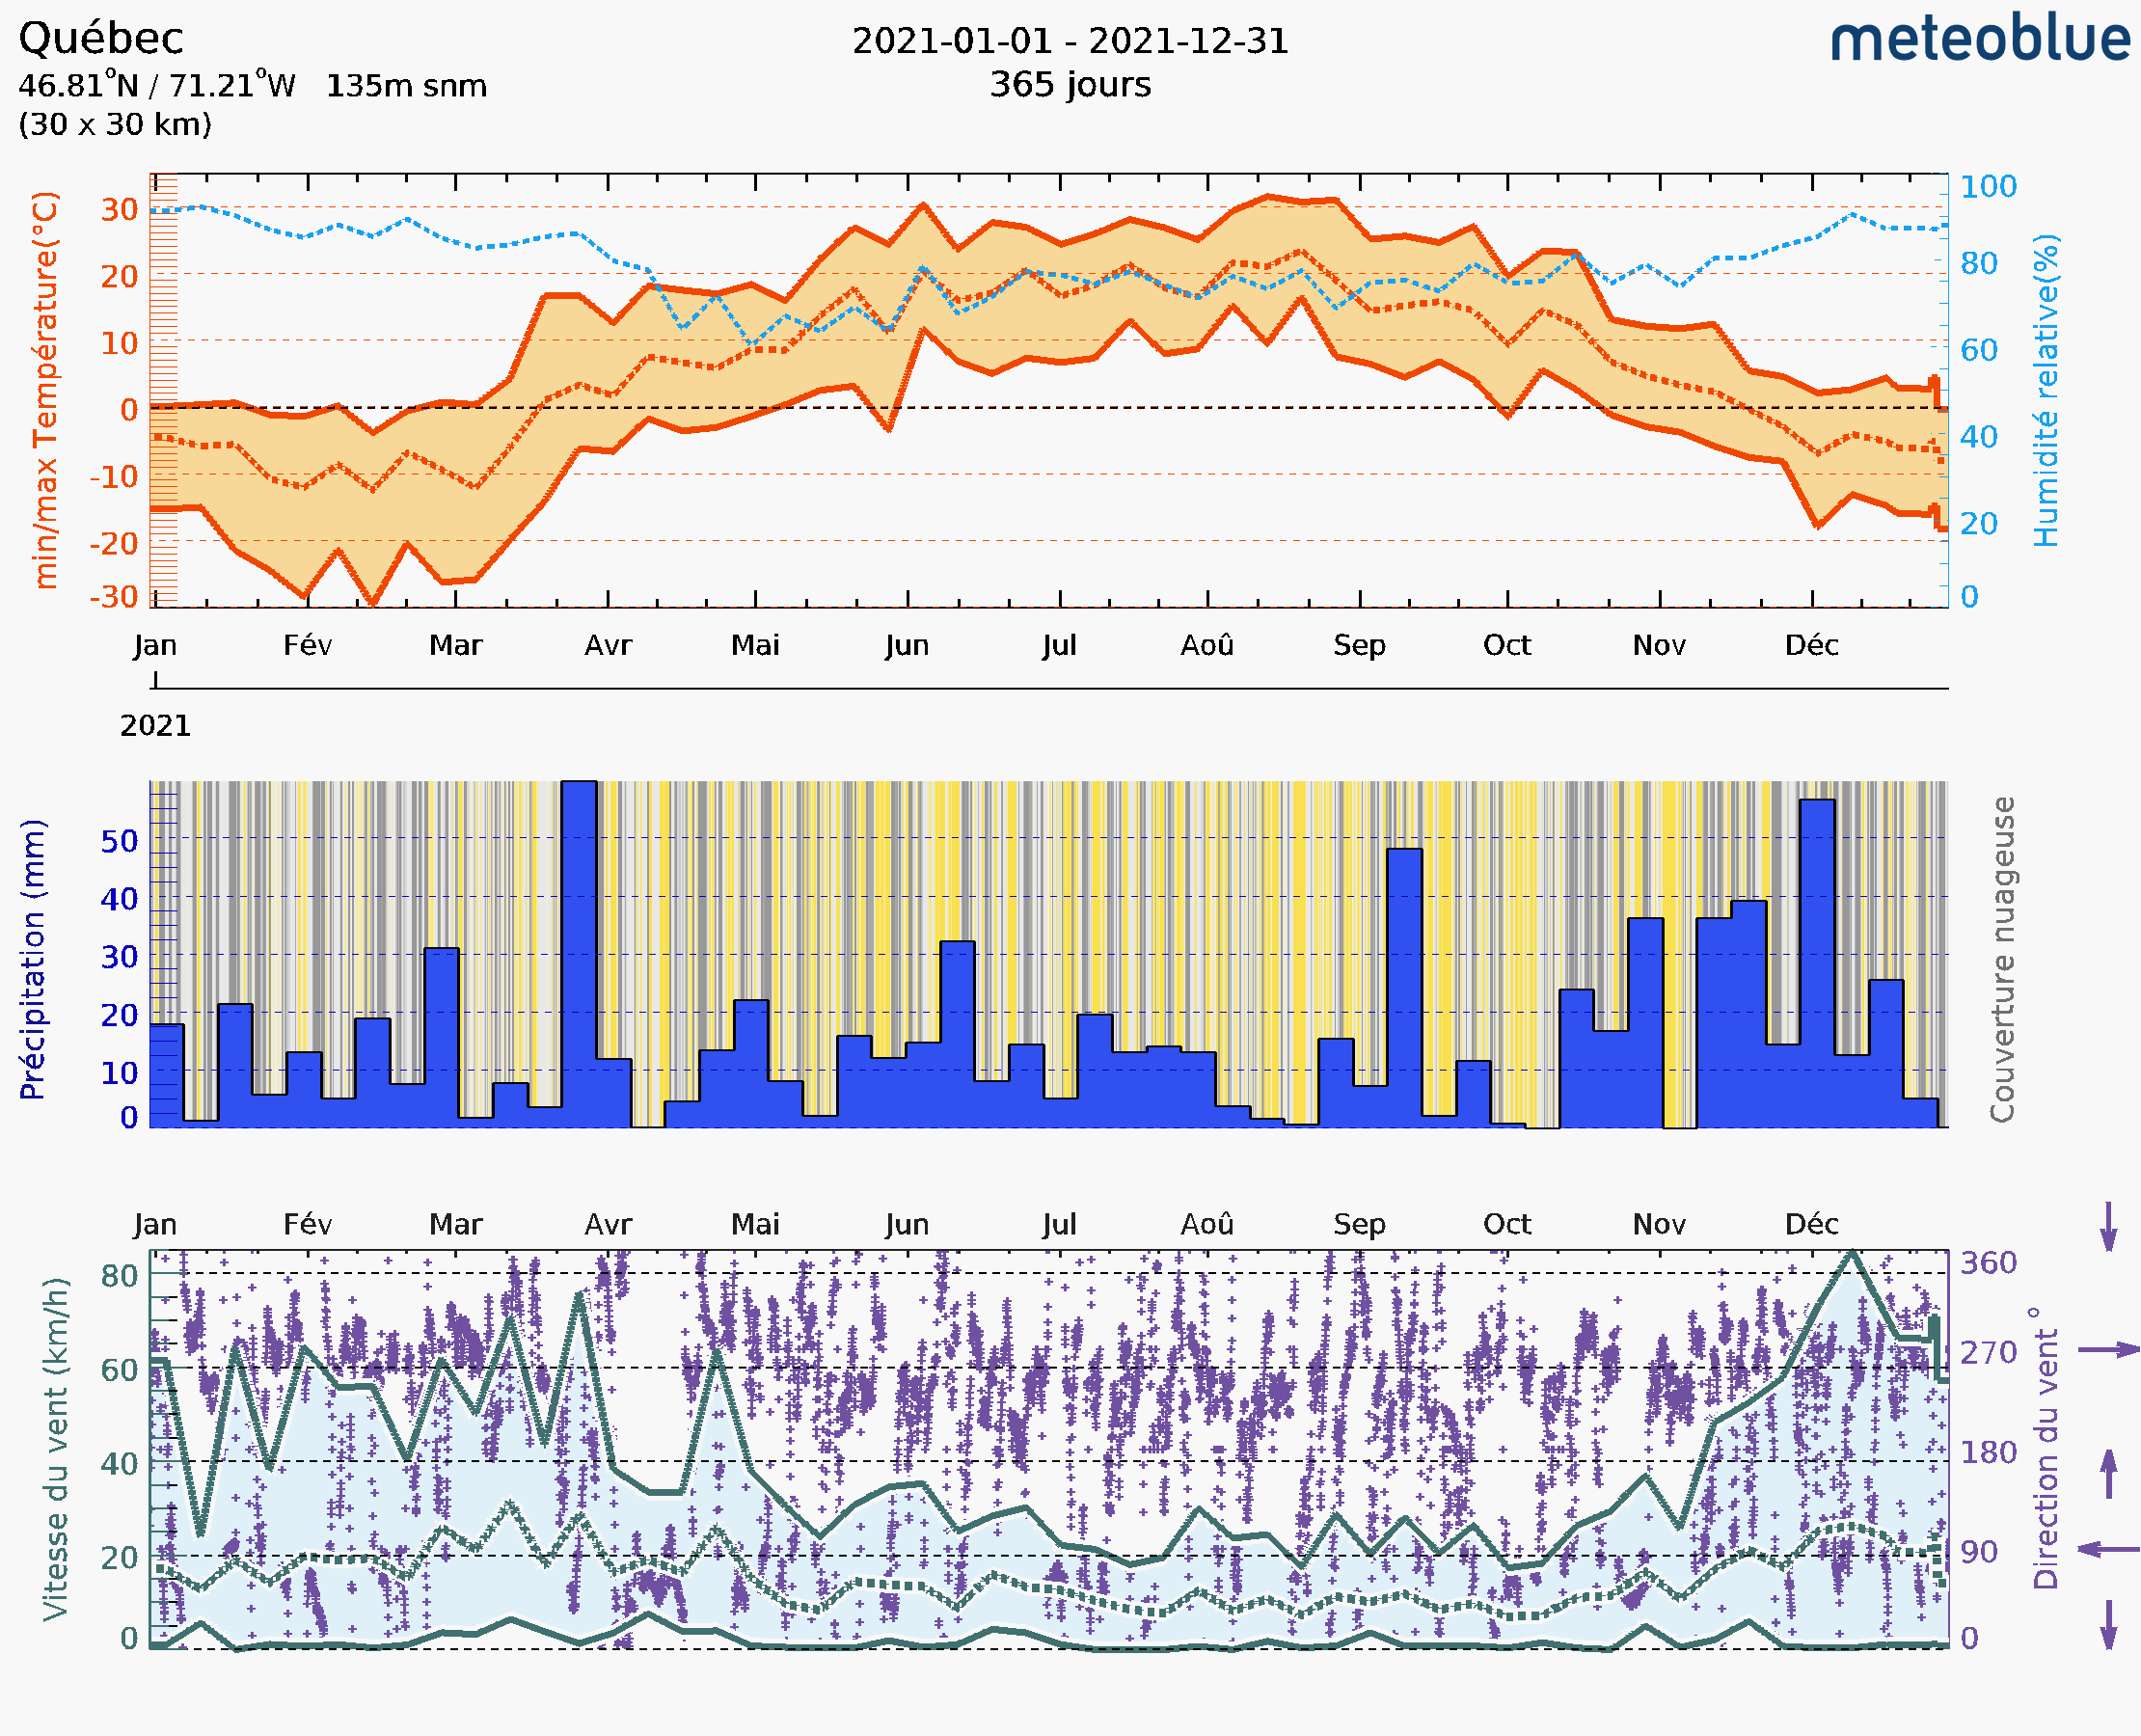 Québec
46.81°N / 71.21°W 135m snm
(30 x 30 km)
2021-01-01 - 2021-12-31
365 jours
meteoblue
min/max Température(°C)
30
20
10
0
-10
-20
-30
100
80
60
40
20
0
Humidité relative(%)
Jan Fév Mar Avr Mai Jun Jul Aoû Sep Oct Nov Déc
2021
Précipitation (mm)
50
40
30
20
10
0
Couverture nuageuse
Jan Fév Mar Avr Mai Jun Jul Aoû Sep Oct Nov Déc
Vitesse du vent (km/h)
80
60
40
20
0
360
270
180
90
0
Direction du vent °